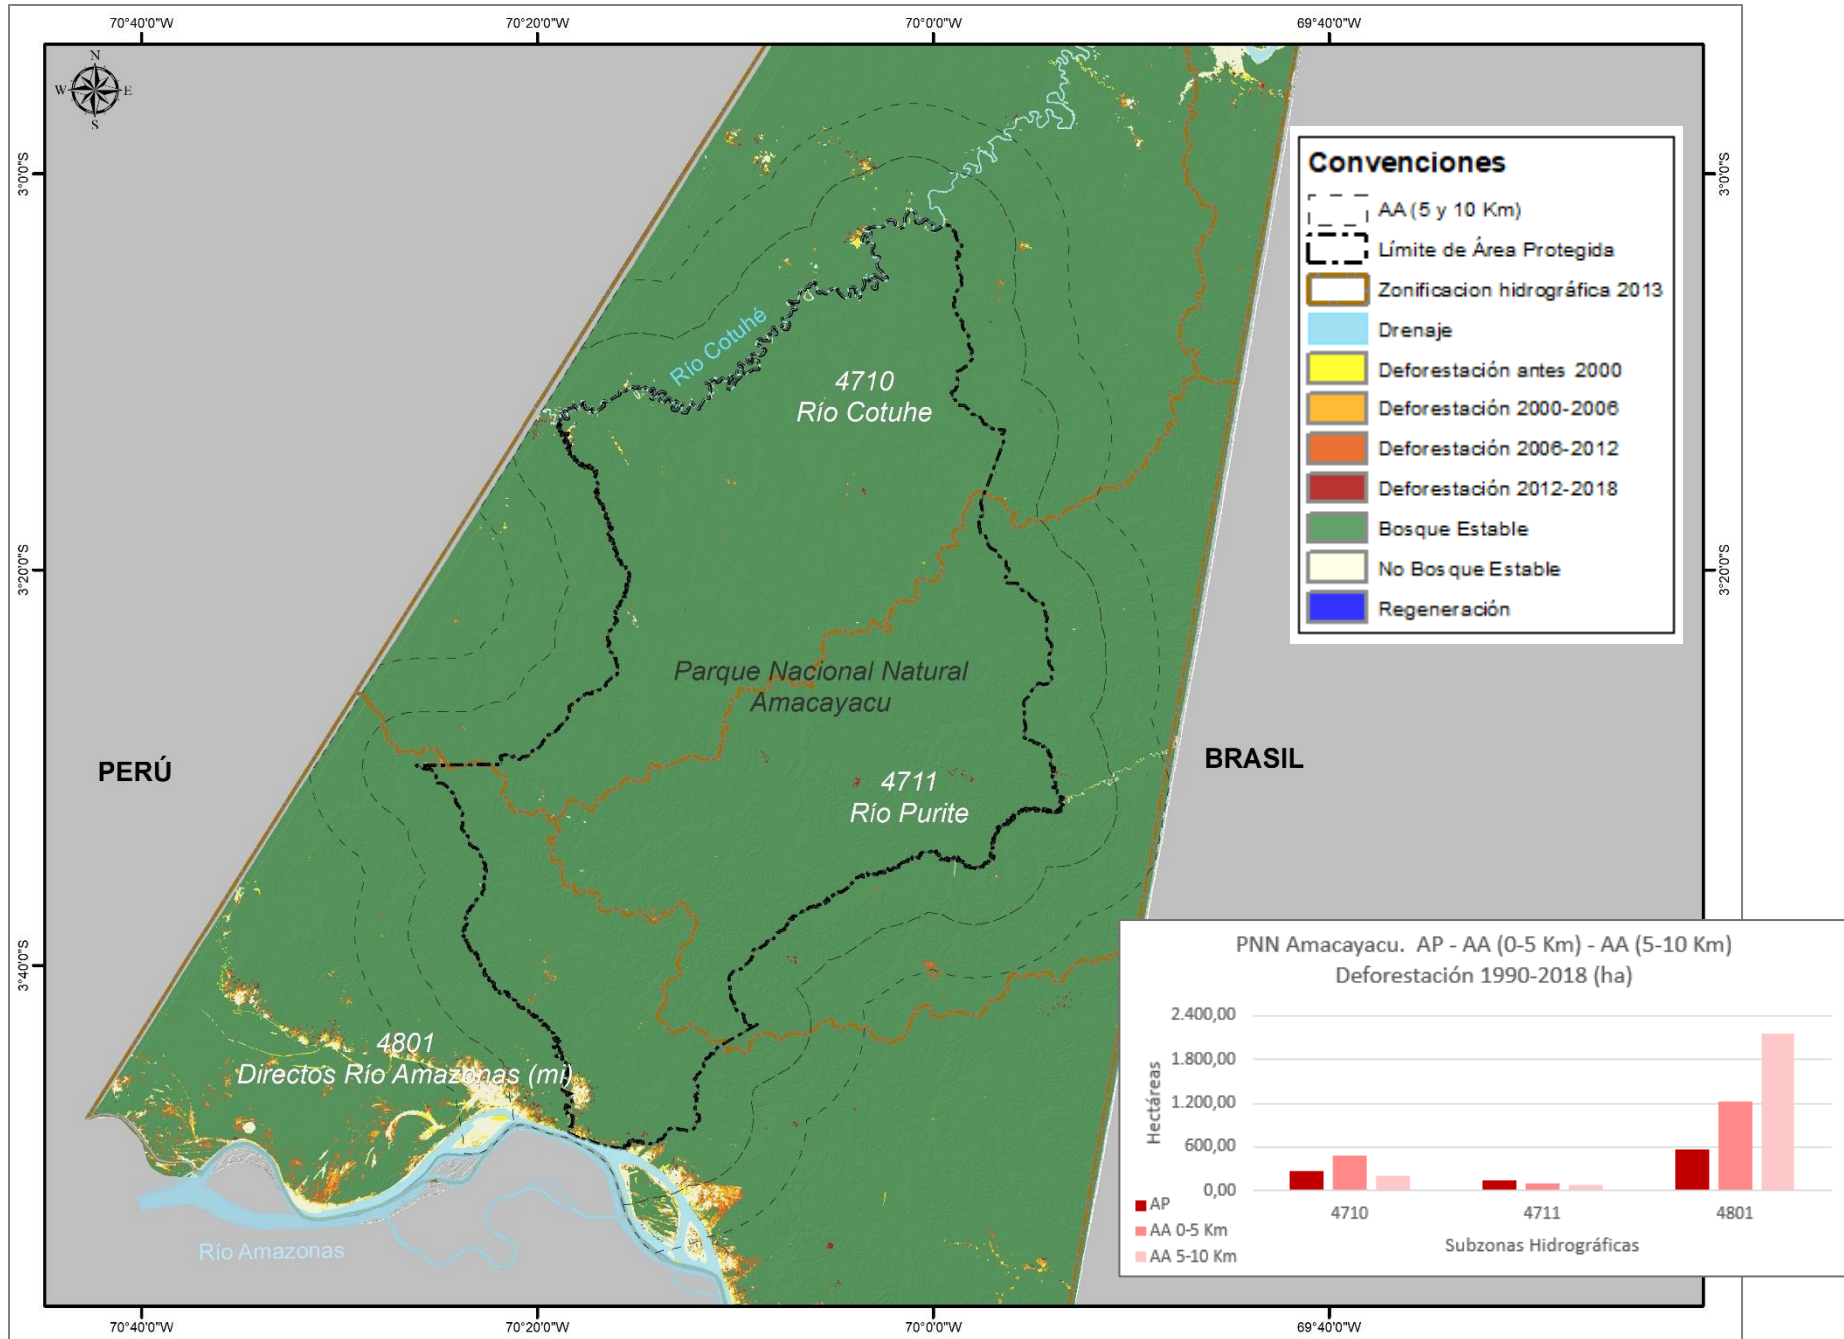 70°40'0"W
70°20'0"W
70°0'0"W
69°40'0"W
N
W
E
S
3°0'0"S
3°0'0"S
Convenciones
AA (5 y 10 Km)
Límite de Área Protegida
Zonificacion hidrográfica 2013
Drenaje
Deforestación antes 2000
Deforestación 2000-2006
Deforestación 2006-2012
Deforestación 2012-2018
Bosque Estable
No Bosque Estable
Regeneración
Río Cotuhé
4710
Río Cotuhe
3°20'0"S
3°20'0"S
Parque Nacional Natural
Amacayacu
PERÚ
BRASIL
4711
Río Purite
3°40'0"S
4801
Directos Río Amazonas (mi)
Río Amazonas
PNN Amacayacu. AP - AA (0-5 Km) - AA (5-10 Km)
Deforestación 1990-2018 (ha)
Hectáreas
2.400,00
1.800,00
1.200,00
600,00
0,00
4710
4711
4801
Subzonas Hidrográficas
AP
AA 0-5 Km
AA 5-10 Km
70°40'0"W
70°20'0"W
70°0'0"W
69°40'0"W